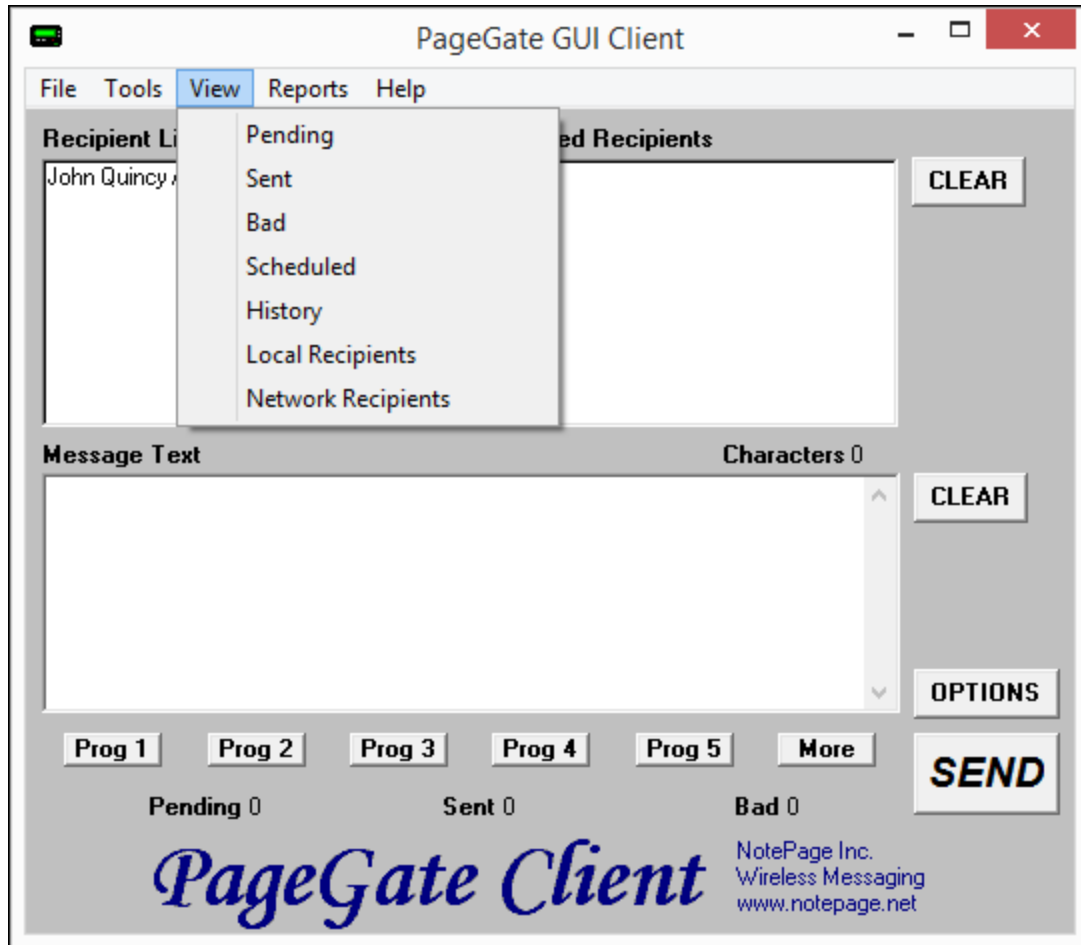 PageGate GUI Client
File Tools View Reports Help
Recipient Li ed Recipients
Pending
Sent
Bad
Scheduled
History
Local Recipients
Network Recipients
John Quincy
CLEAR
Message Text Characters 0
CLEAR
OPTIONS
Prog 1 Prog 2 Prog 3 Prog 4 Prog 5 More
SEND
Pending 0 Sent 0 Bad 0
PageGate Client
NotePage Inc.
Wireless Messaging
www.notepage.net